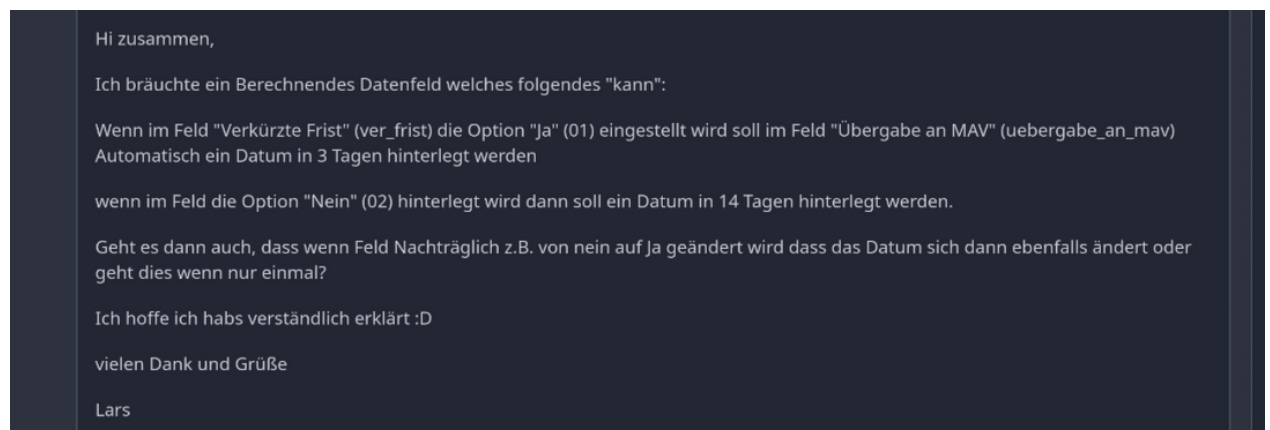 Hi zusammen,
Ich bräuchte ein Berechnendes Datenfeld welches folgendes "kann":
Wenn im Feld "Verkürzte Frist" (ver_frist) die Option "Ja" (01) eingestellt wird soll im Feld "Übergabe an MAV" (uebergabe_an_mav)
Automatisch ein Datum in 3 Tagen hinterlegt werden
wenn im Feld die Option "Nein" (02) hinterlegt wird dann soll ein Datum in 14 Tagen hinterlegt werden.
Geht es dann auch, dass wenn Feld Nachträglich z.B. von nein auf Ja geändert wird dass das Datum sich dann ebenfalls ändert oder
geht dies wenn nur einmal?
Ich hoffe ich habs verständlich erklärt :D
vielen Dank und Grüße
Lars